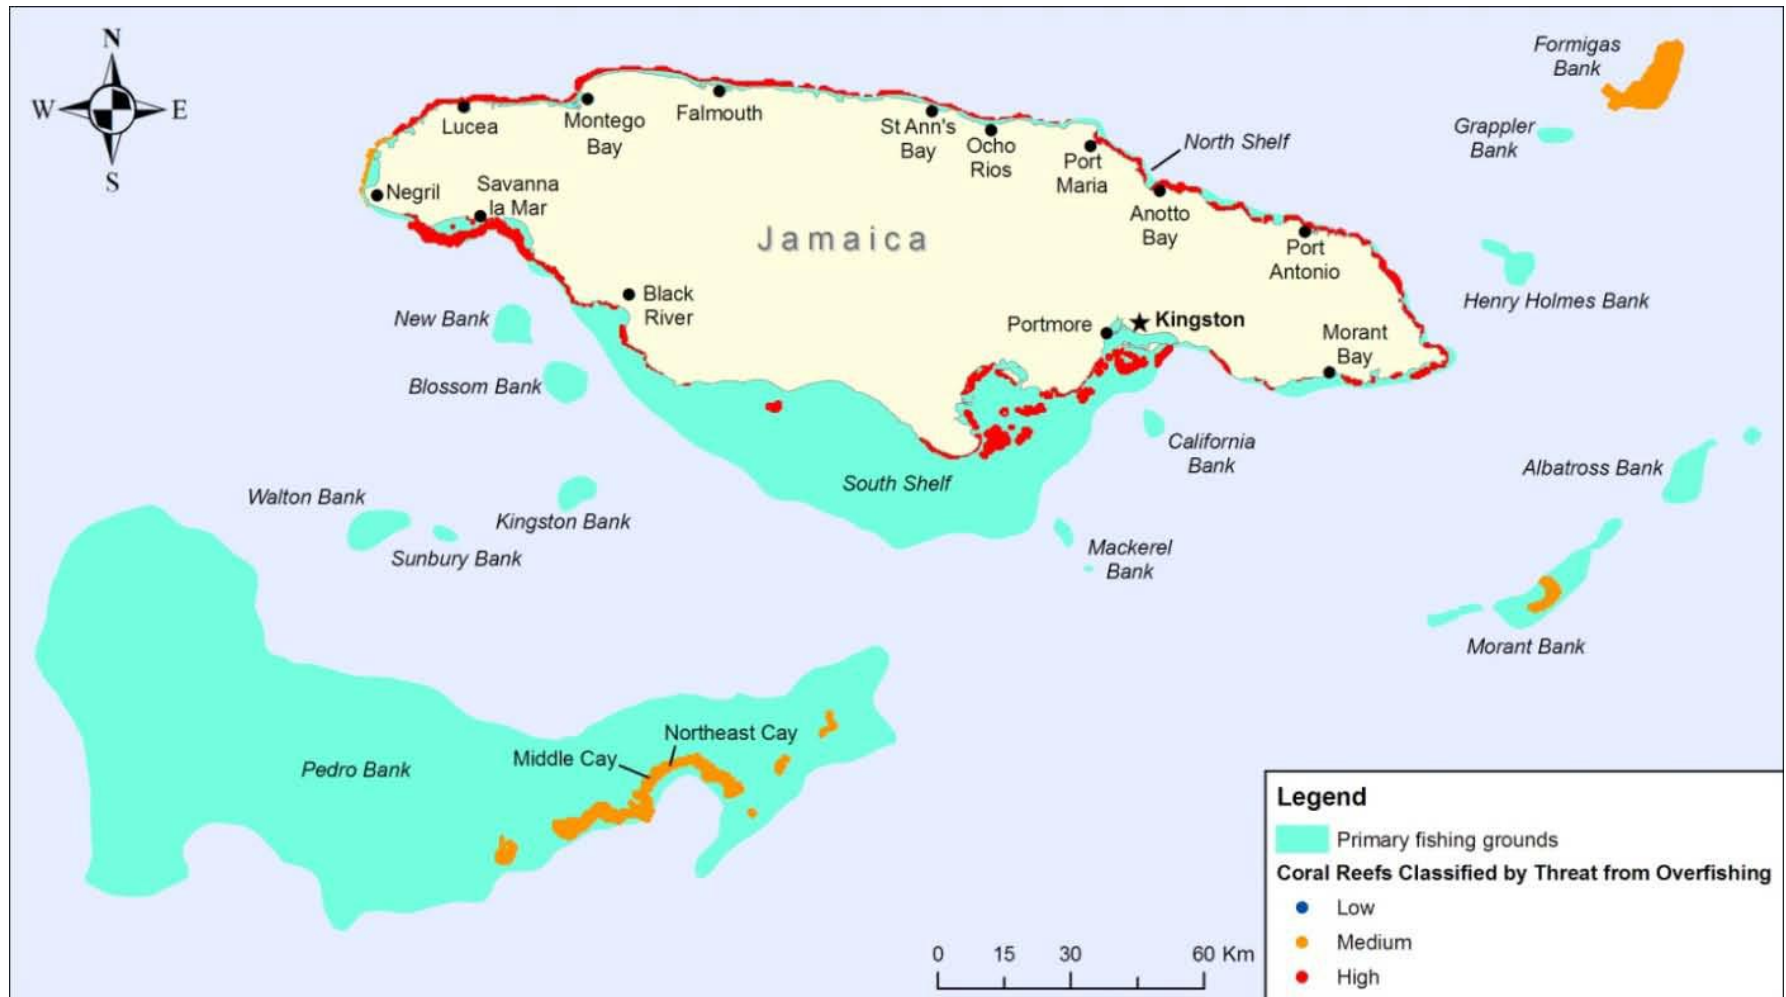 N
W
E
S
Formigas
Bank
Grappler
Bank
Lucea
Montego
Bay
Falmouth
St Ann's
Bay
Ocho
Rios
Port
Maria
North Shelf
Negril
Savanna
la Mar
Anotto
Bay
Port
Antonio
Jamaica
Henry Holmes Bank
New Bank
Black
River
Portmore
Kingston
Morant
Bay
Blossom Bank
California
Bank
Albatross Bank
South Shelf
Walton Bank
Kingston Bank
Sunbury Bank
Mackerel
Bank
Morant Bank
Northeast Cay
Middle Cay
Pedro Bank
Legend
Primary fishing grounds
Coral Reefs Classified by Threat from Overfishing
Low
Medium
High
0 15 30 60 Km